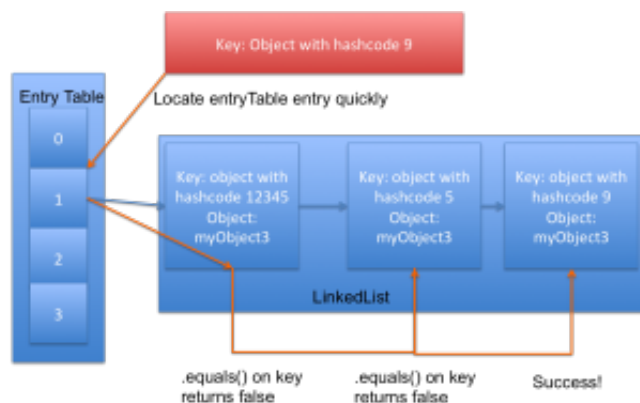 Key: Object with hashcode 9
Entry Table
Locate entryTable entry quickly
0
1
2
3
Key: object with
hashcode 12345
Object:
myObject3
Key: object with
hashcode 5
Object:
myObject3
Key: object with
hashcode 9
Object:
myObject3
LinkedList
.equals() on key
returns false
.equals() on key
returns false
Success!